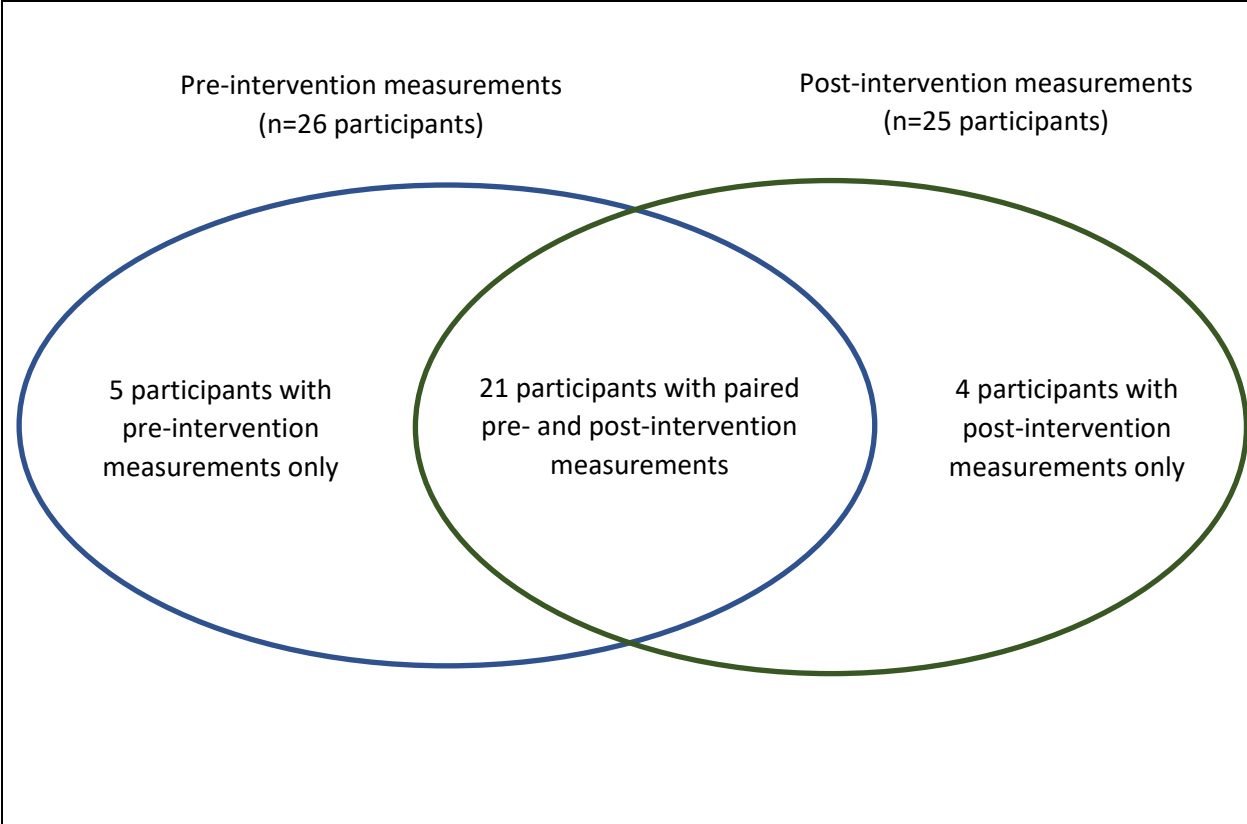 Pre-intervention measurements
(n=26 participants)
Post-intervention measurements
(n=25 participants)
5 participants with
pre-intervention
measurements only
21 participants with paired
pre- and post-intervention
measurements
4 participants with
post-intervention
measurements only